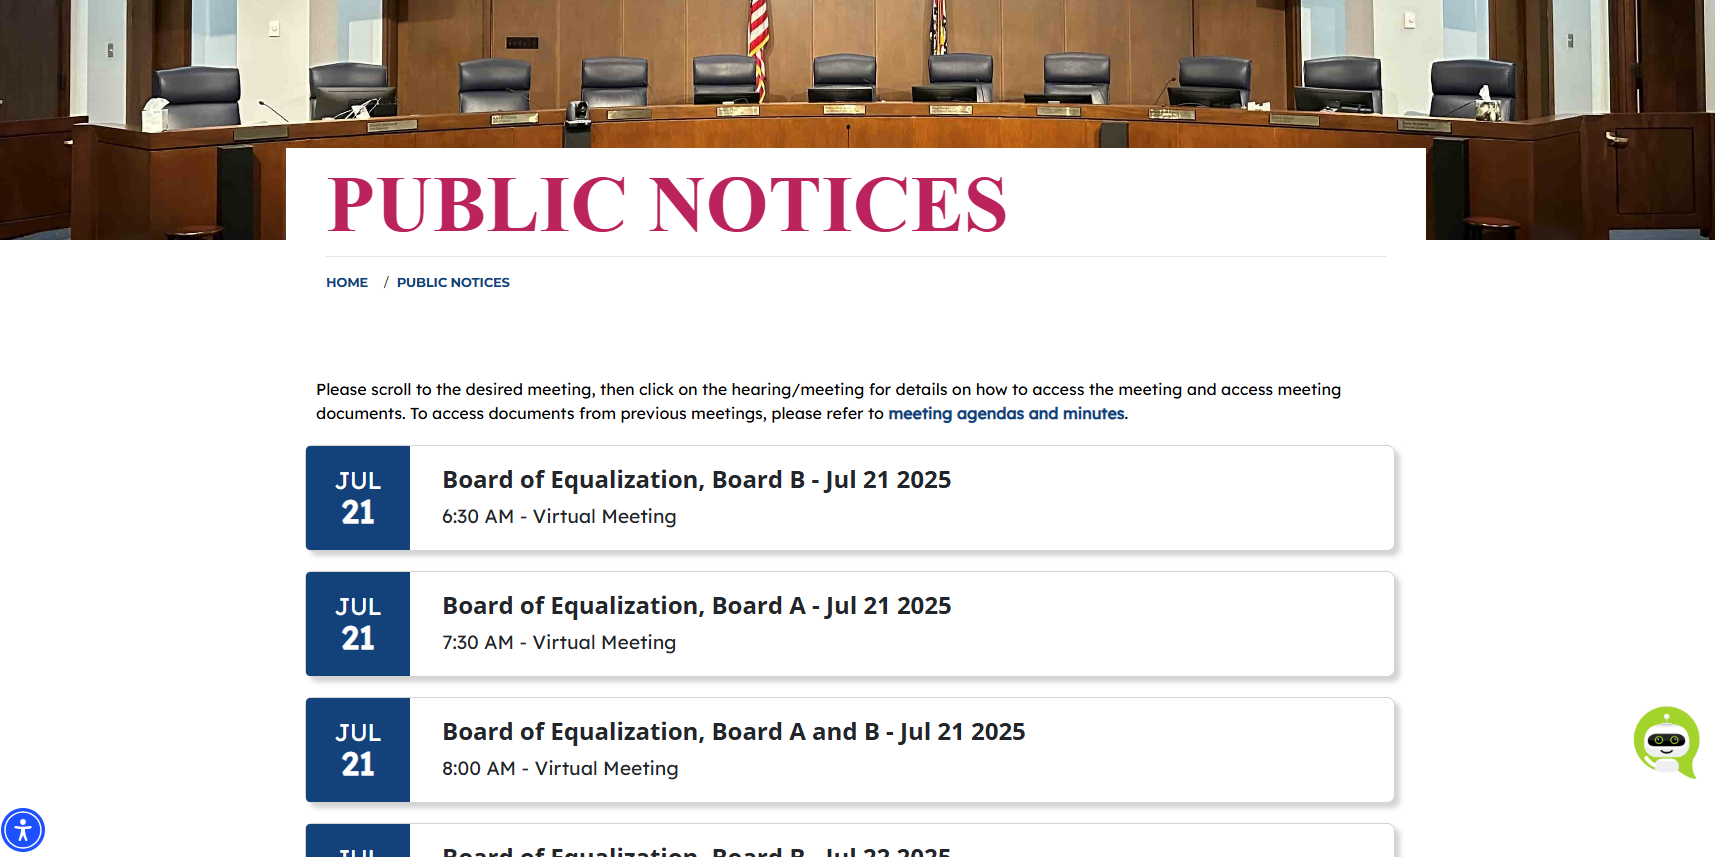 PUBLIC NOTICES
HOME / PUBLIC NOTICES
Please scroll to the desired meeting, then click on the hearing/meeting for details on how to access the meeting and access meeting
documents. To access documents from previous meetings, please refer to meeting agendas and minutes.
JUL
21
Board of Equalization, Board B - Jul 21 2025
6:30 AM - Virtual Meeting
JUL
21
Board of Equalization, Board A - Jul 21 2025
7:30 AM - Virtual Meeting
JUL
21
Board of Equalization, Board A and B - Jul 21 2025
8:00 AM - Virtual Meeting
JUL
Board of Equalization, Board B - Jul 22 2025